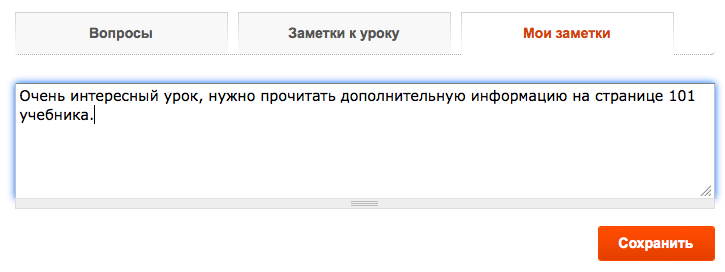 Вопросы
Заметки к уроку
Мои заметки
Очень интересный урок, нужно прочитать дополнительную информацию на странице 101
учебника.
Сохранить